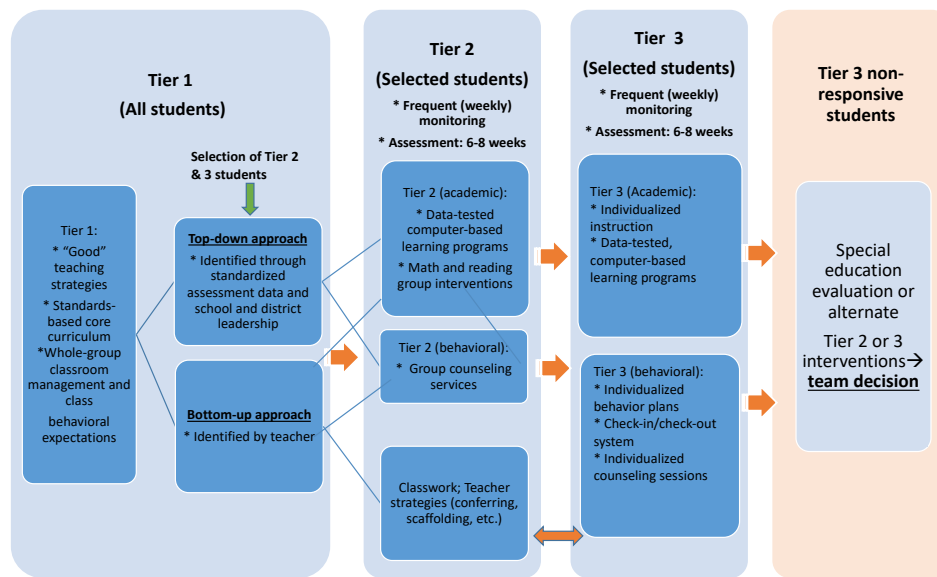 Tier 1
(All students)
Selection of Tier 2
& 3 students
Tier 1:
* “Good”
teaching
strategies
* Standards-
based core
curriculum
*Whole-group
classroom
management and
class
behavioral
expectations
Top-down approach
* Identified through
standardized
assessment data and
school and district
leadership
Bottom-up approach
* Identified by teacher
Tier 2
(Selected students)
* Frequent (weekly)
monitoring
* Assessment: 6-8 weeks
Tier 2 (academic):
* Data-tested
computer-based
learning programs
* Math and reading
group interventions
Tier 2 (behavioral):
* Group counseling
services
Classwork; Teacher
strategies (conferring,
scaffolding, etc.)
Tier 3
(Selected students)
* Frequent (weekly)
monitoring
* Assessment: 6-8 weeks
Tier 3 (Academic):
* Individualized
instruction
* Data-tested,
computer-based
learning programs
Tier 3 (behavioral):
* Individualized
behavior plans
* Check-in/check-out
system
* Individualized
counseling sessions
Tier 3 non-
responsive
students
Special
education
evaluation or
alternate
Tier 2 or 3
interventions→
team decision